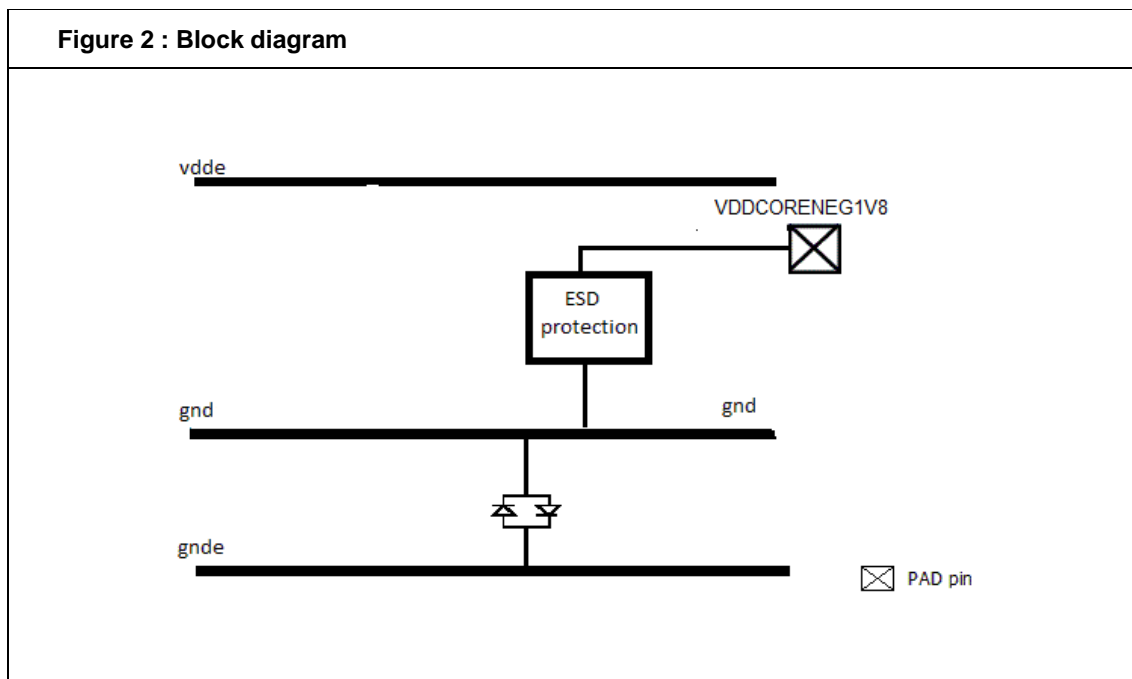 Figure 2 : Block diagram
vdde
VDDCORENEG1V8
ESD
protection
gnd
gnd
gnde
PAD pin